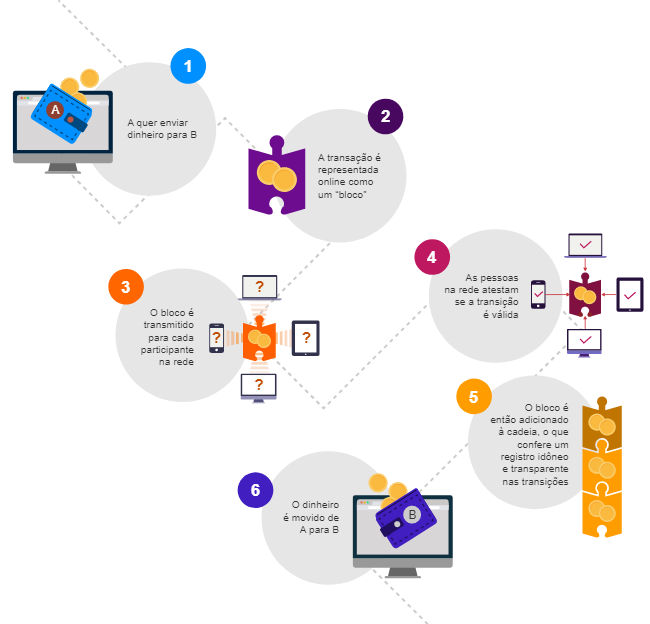 1
A
A quer enviar
dinheiro para B
2
A transação é
representada
online como
um “bloco”
3
O bloco é
transmitido
para cada
participante
na rede
?
?
?
?
4
As pessoas
na rede atestam
se a transição
é válida
5
O bloco é
então adicionado
à cadeia, o que
confere um
registro idôneo
e transparente
nas transições
6
O dinheiro
é movido de
A para B
B